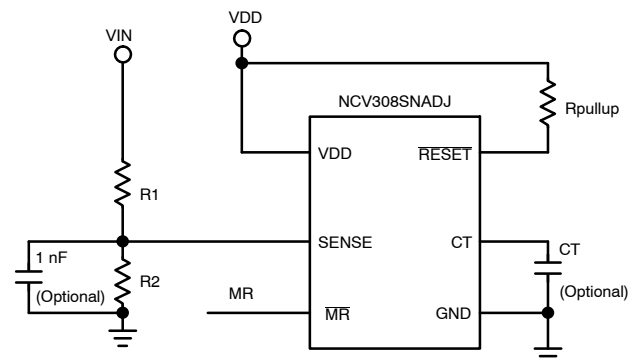 VDD
VIN
NCV308SNADJ
Rpullup
VDD
RESET
R1
SENSE
CT
CT
1 nF
R2
(Optional)
(Optional)
MR
MR
GND